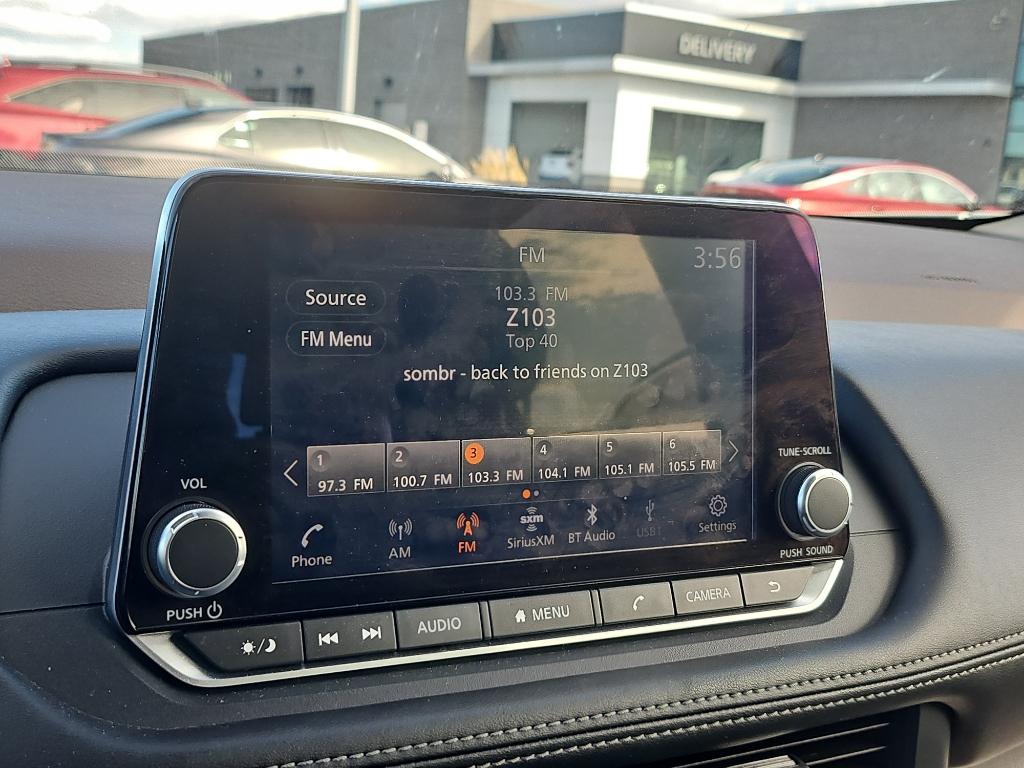 DELIVERY
FM
3:56
Source
103.3 FM
Z103
FM Menu
Top 40
sombr - back to friends on Z103
1
97.3 FM
2
100.7 FM
3
103.3 FM
4
104.1 FM
5
105.1 FM
6
105.5 FM
VOL
TUNE-SCROLL
Phone
AM
FM
sxm
SiriusXM
BT Audio
USB1
Settings
PUSH
PUSH SOUND
AUDIO
MENU
CAMERA